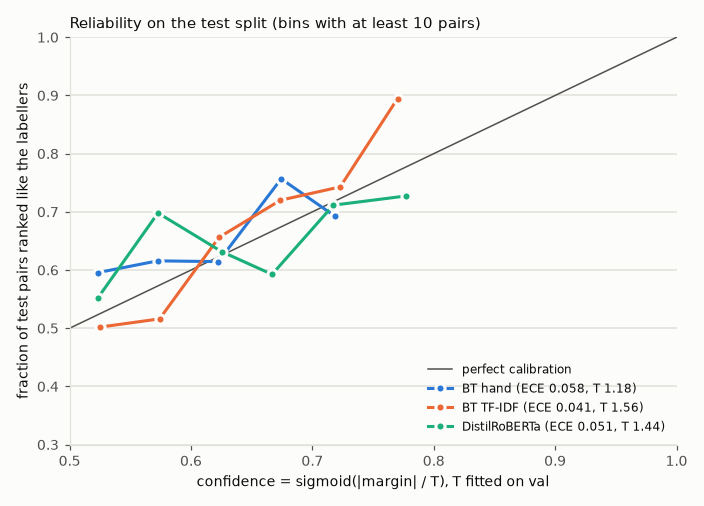 Reliability on the test split (bins with at least 10 pairs)
fraction of test pairs ranked like the labellers
1.0
0.9
0.8
0.7
0.6
0.5
0.4
0.3
perfect calibration
BT hand (ECE 0.058, T 1.18)
BT TF-IDF (ECE 0.041, T 1.56)
DistilRoBERTa (ECE 0.051, T 1.44)
0.5 0.6 0.7 0.8 0.9 1.0
confidence = sigmoid(|margin| / T), T fitted on val